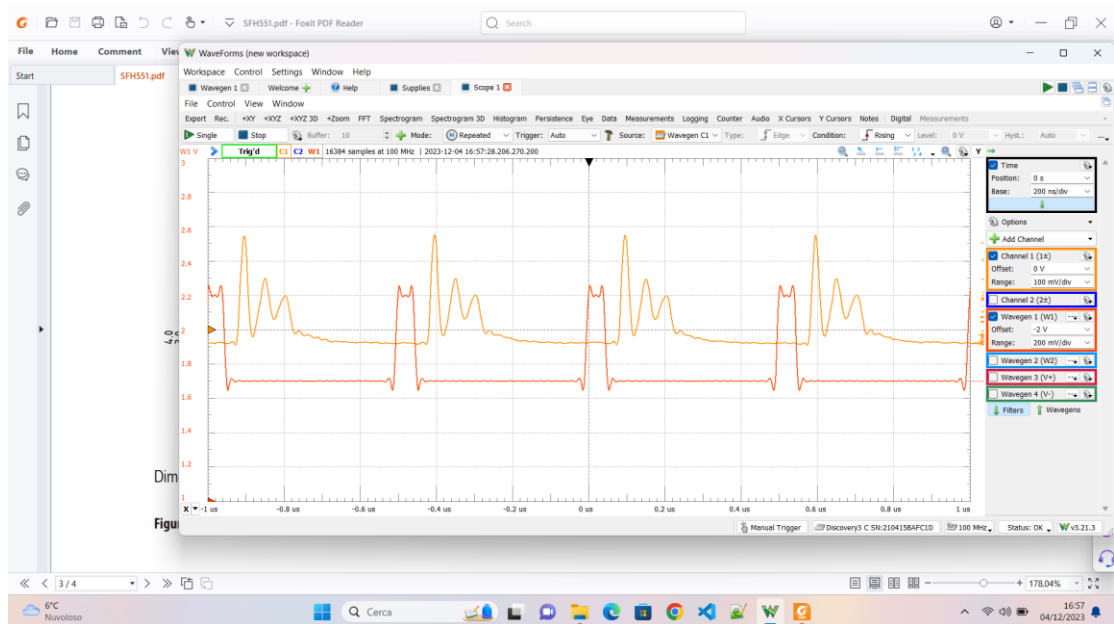 SFH551.pdf - Foxit PDF Reader
Search
File Home Comment View
Start
SFH551.pdf
WaveForms (new workspace)
Workspace Control Settings Window Help
Wavegen 1 Welcome Help Supplies Scope 1
File Control View Window
Export Rec. +XY +XYZ +XYZ 3D +Zoom FFT Spectrogram Spectrogram 3D Histogram Persistence Eye Data Measurements Logging Counter Audio X Cursors Y Cursors Notes Digital Measurements
Single Stop Buffer: 10 Mode: Repeated Trigger: Auto Source: Wavegen C1 Type: Edge Condition: Rising Level: 0 V Hyst.: Auto
W1 V Trig'd C1 C2 W1 16384 samples at 100 MHz | 2023-12-04 16:57:28.206.270.200 Y
3
2.8
2.6
2.4
2.2
2
1.8
1.6
1.4
1.2
1
X -1 us -0.8 us -0.6 us -0.4 us -0.2 us 0 us 0.2 us 0.4 us 0.6 us 0.8 us 1 us
Time
Position: 0 s
Base: 200 ns/div
Options
Add Channel
Channel 1 (1±)
Offset: 0 V
Range: 100 mV/div
Channel 2 (2±)
Wavegen 1 (W1)
Offset: -2 V
Range: 200 mV/div
Wavegen 2 (W2)
Wavegen 3 (V+)
Wavegen 4 (V-)
Filters Wavegens
Manual Trigger Discovery3 C SN:210415BAFC1D 100 MHz Status: OK v3.21.3
4.0
Dim
Figu
3 / 4
178.04%
6°C
Nuvoloso
Cerca
16:57
04/12/2023